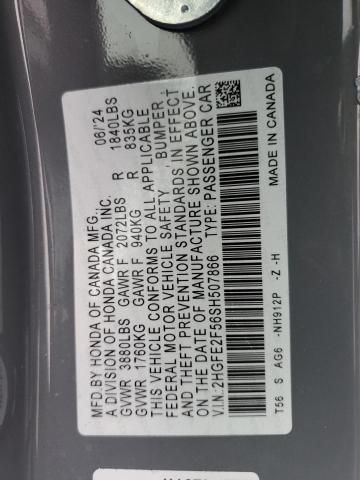 MFD BY HONDA OF CANADA MFG., 06/'24
A DIVISION OF HONDA CANADA INC.
GVWR 3880LBS GAWR F 2072LBS R 1840LBS
GVWR 1760KG GAWR F 940KG R 835KG
THIS VEHICLE CONFORMS TO ALL APPLICABLE
FEDERAL MOTOR VEHICLE SAFETY, BUMPER,
AND THEFT PREVENTION STANDARDS IN EFFECT
ON THE DATE OF MANUFACTURE SHOWN ABOVE.
V.I.N.: 2HGFE2F56SH507866 TYPE: PASSENGER CAR
T56 S AG6 -NH912P -Z -H
MADE IN CANADA